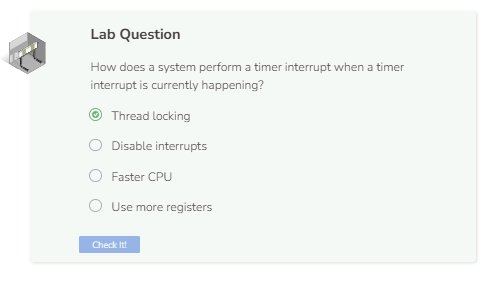 Lab Question
How does a system perform a timer interrupt when a timer
interrupt is currently happening?
Thread locking
Disable interrupts
Faster CPU
Use more registers
Check It!